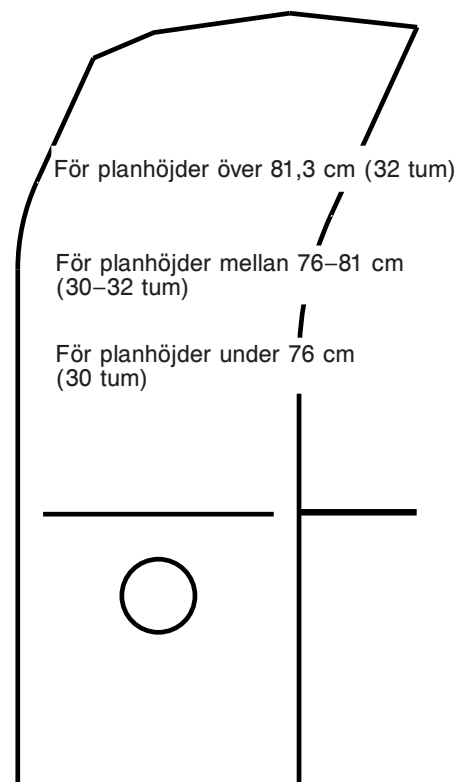 För planhöjder över 81,3 cm (32 tum)
För planhöjder mellan 76–81 cm
(30–32 tum)
För planhöjder under 76 cm
(30 tum)